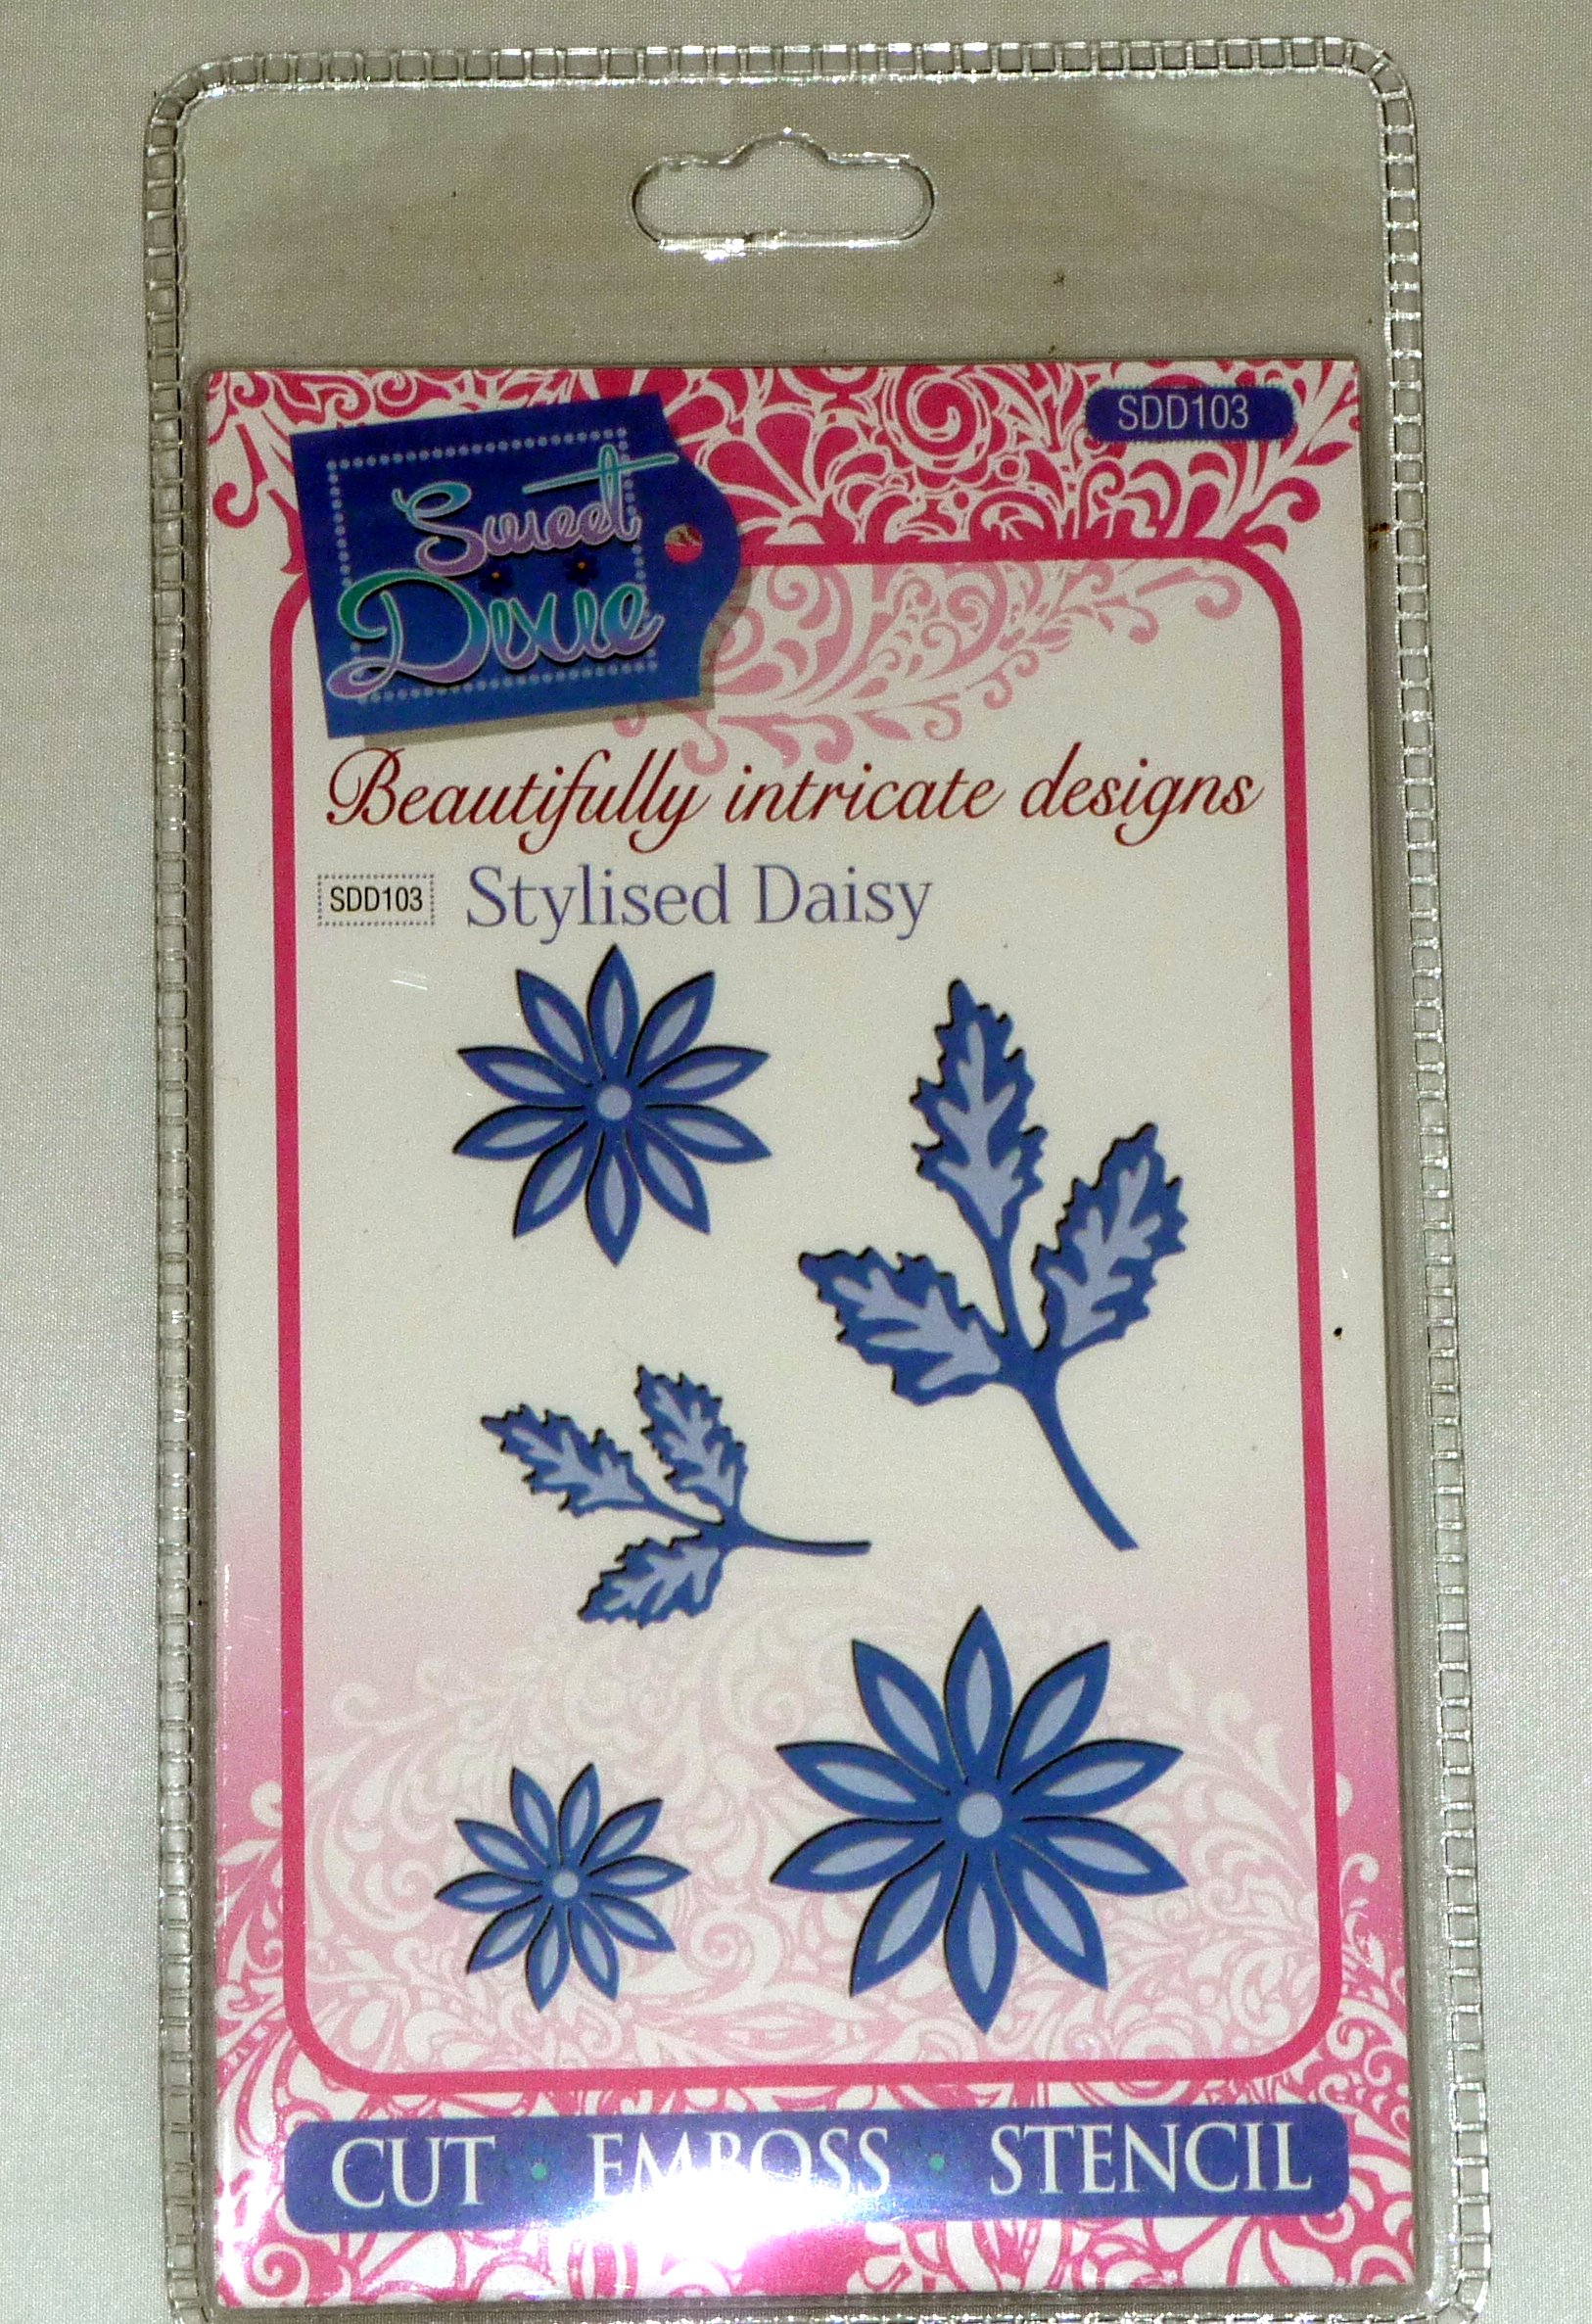 SDD103
Sweet
Dixie
Beautifully intricate designs
SDD103 Stylised Daisy
CUT • EMBOSS • STENCIL